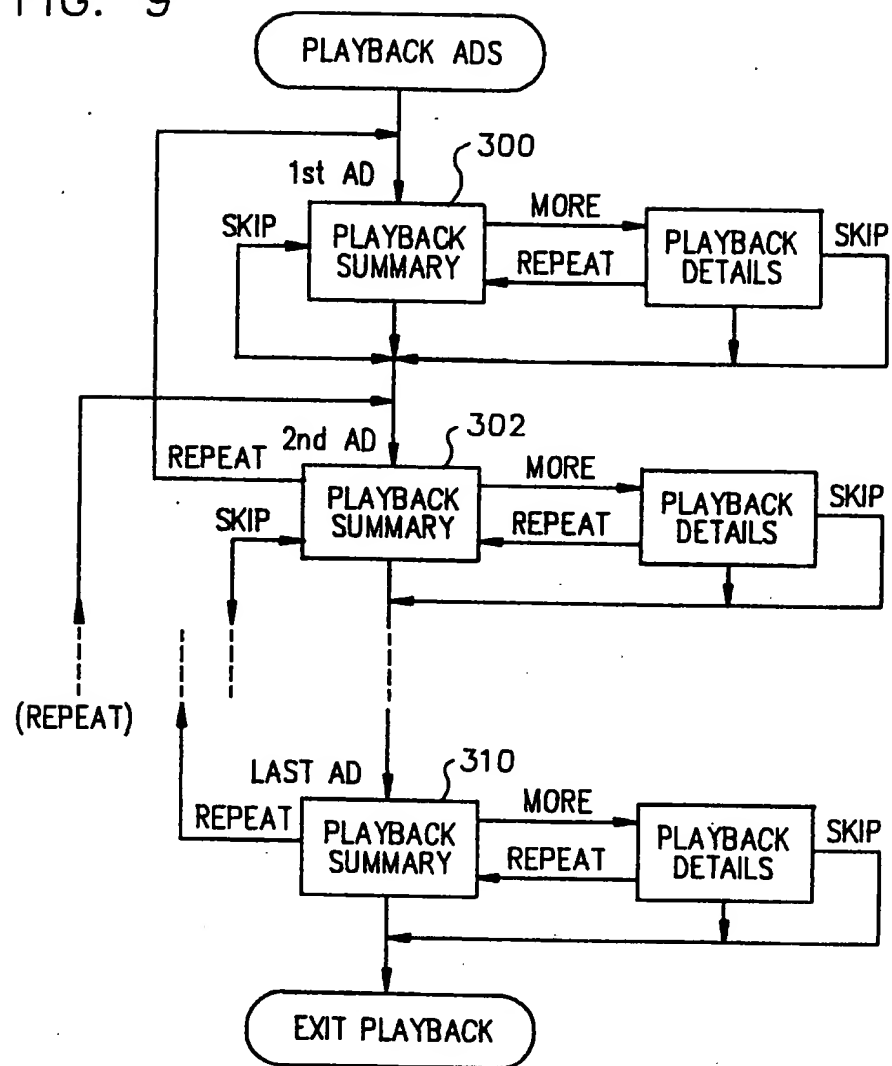 FIG. 9
PLAYBACK ADS
300
1st AD
MORE
SKIP
PLAYBACK
SUMMARY
REPEAT
PLAYBACK
DETAILS
SKIP
302
2nd AD
REPEAT
MORE
SKIP
PLAYBACK
SUMMARY
REPEAT
PLAYBACK
DETAILS
SKIP
(REPEAT)
310
LAST AD
REPEAT
MORE
PLAYBACK
SUMMARY
REPEAT
PLAYBACK
DETAILS
SKIP
EXIT PLAYBACK